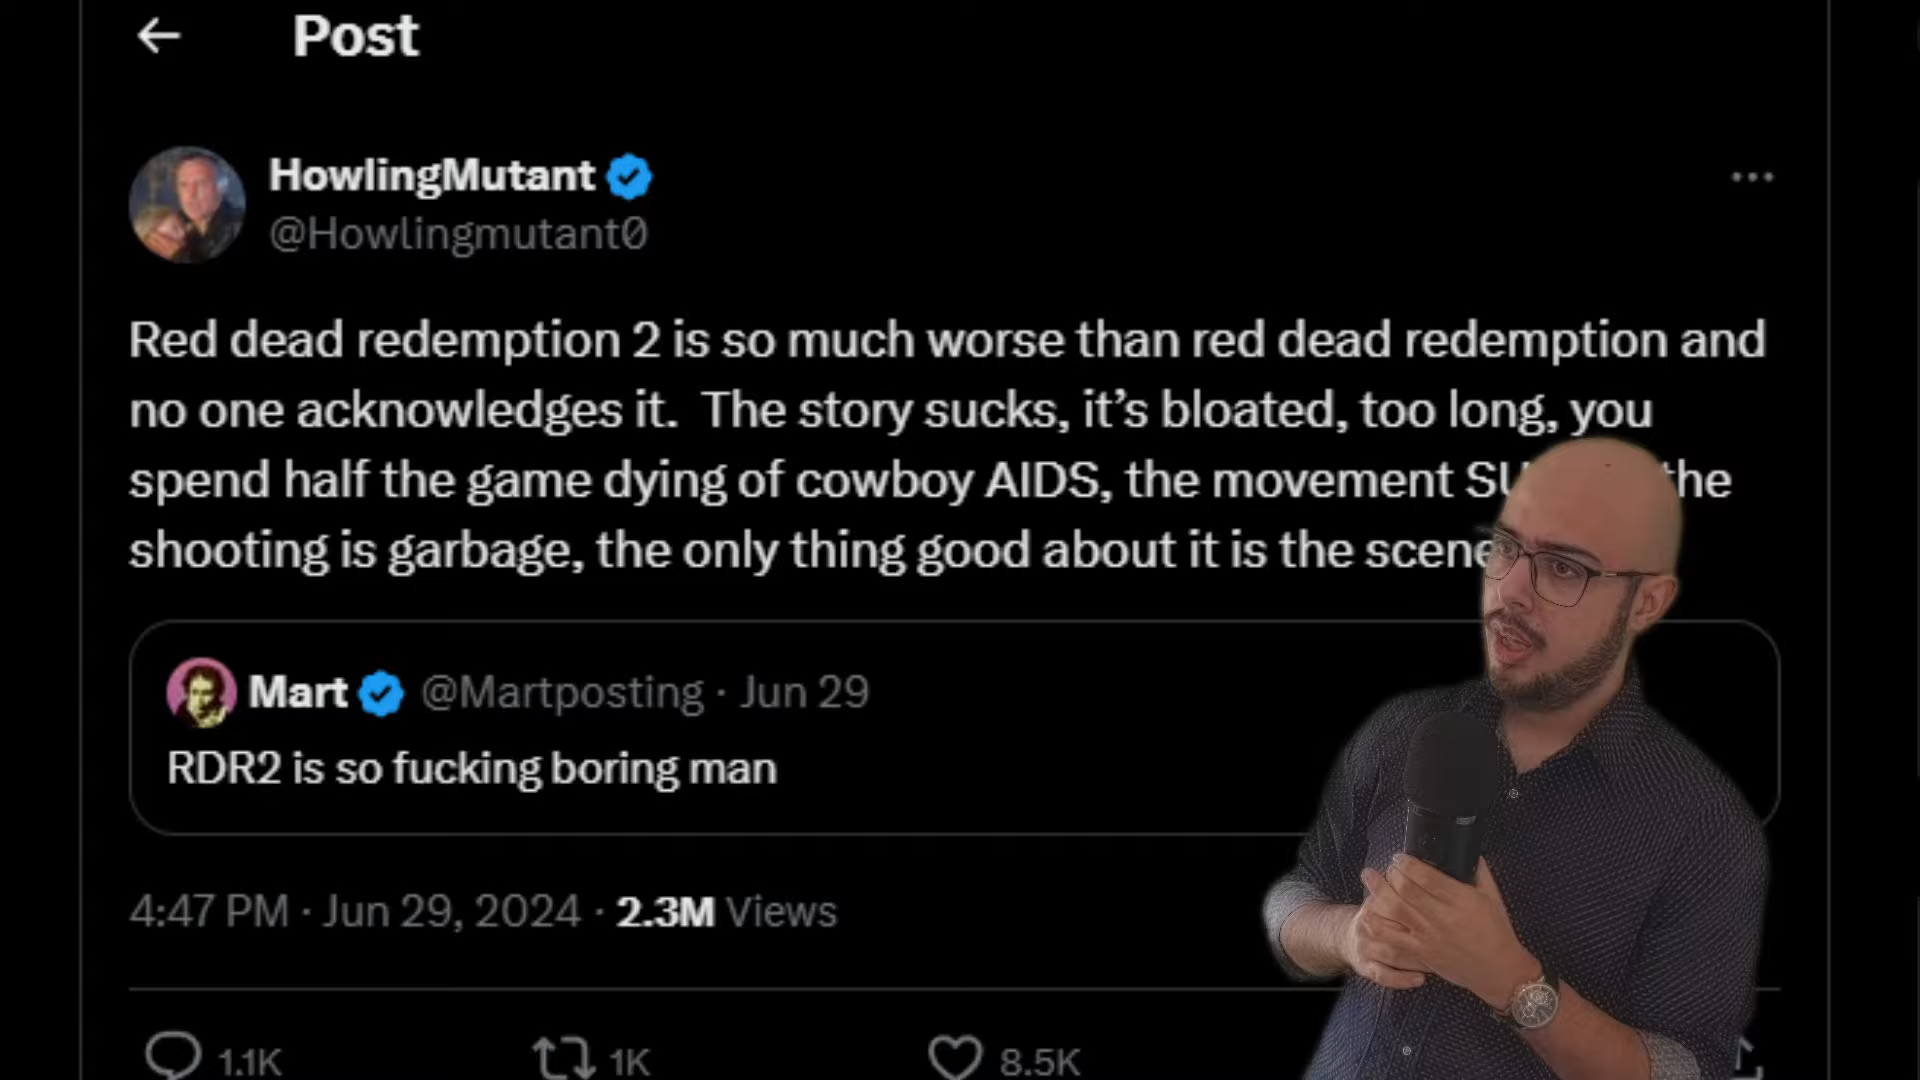 Post
HowlingMutant
@Howlingmutant0
Red dead redemption 2 is so much worse than red dead redemption and
no one acknowledges it. The story sucks, it’s bloated, too long, you
spend half the game dying of cowboy AIDS, the movement the
shooting is garbage, the only thing good about it is the
Mart @Martposting · Jun 29
RDR2 is so fucking boring man
4:47 PM · Jun 29, 2024 · 2.3M Views
1.1K 1K 8.5K